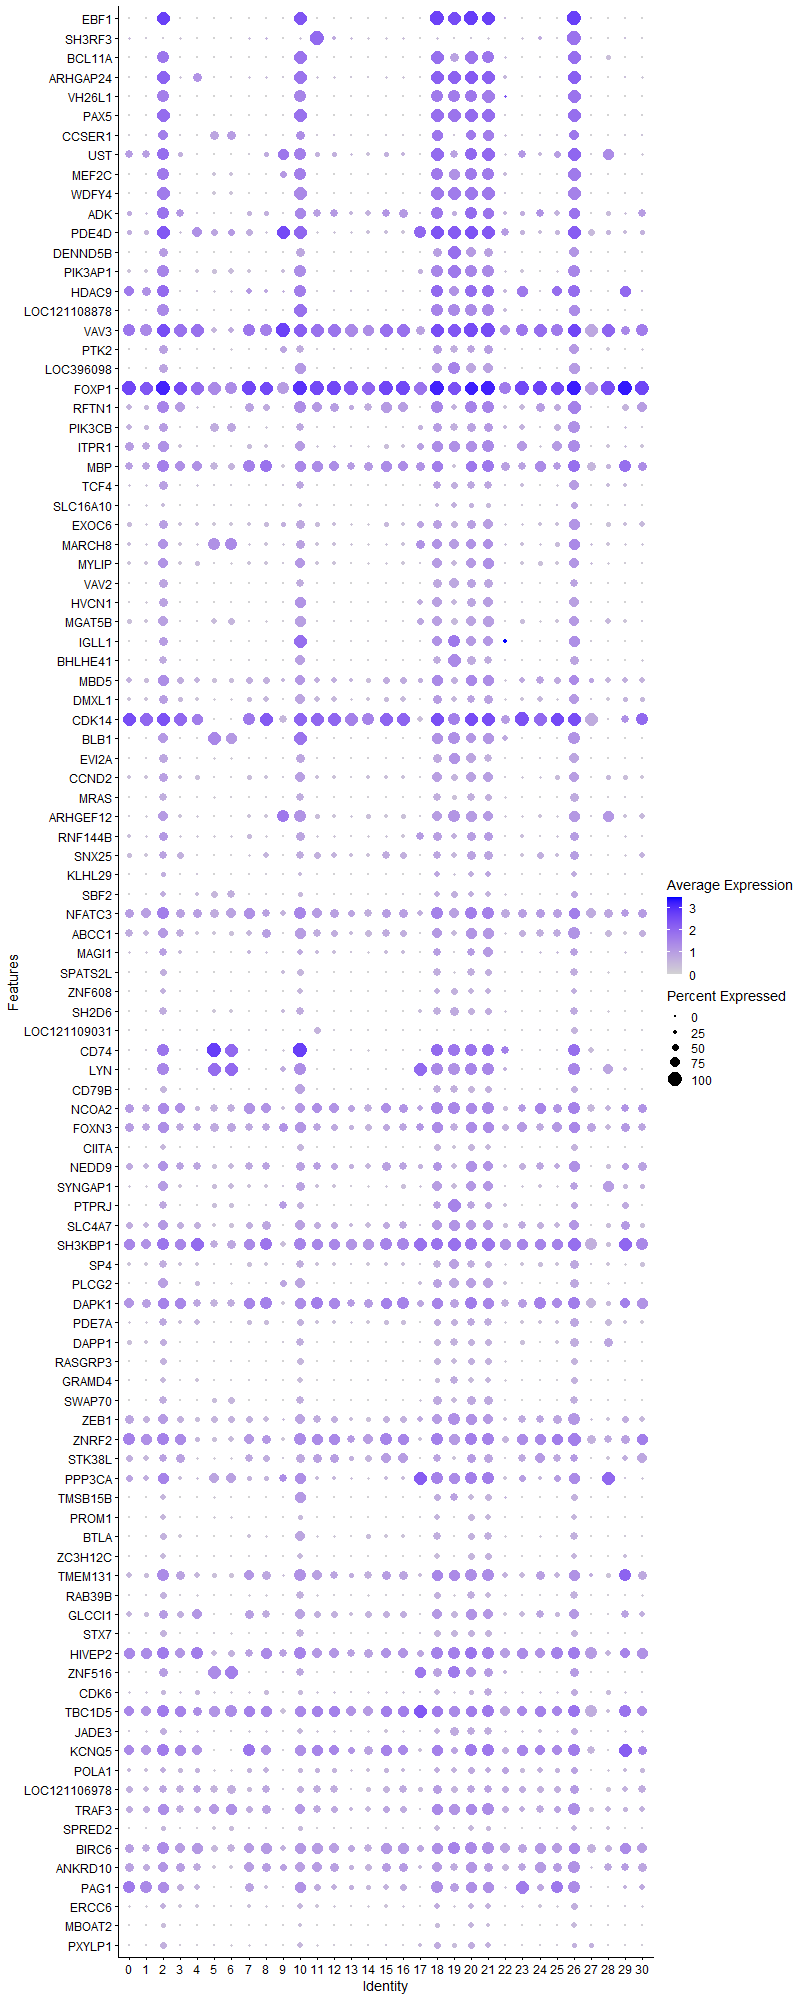 EBF1
SH3RF3
BCL11A
ARHGAP24
VH26L1
PAX5
CCSER1
UST
MEF2C
WDFY4
ADK
PDE4D
DENND5B
PIK3AP1
HDAC9
LOC121108878
VAV3
PTK2
LOC396098
FOXP1
RFTN1
PIK3CB
ITPR1
MBP
TCF4
SLC16A10
EXOC6
MARCH8
MYLIP
VAV2
HVCN1
MGAT5B
IGLL1
BHLHE41
MBD5
DMXL1
CDK14
BLB1
EVI2A
CCND2
MRAS
ARHGEF12
RNF144B
SNX25
KLHL29
SBF2
NFATC3
ABCC1
MAGI1
SPATS2L
ZNF608
SH2D6
LOC121109031
CD74
LYN
CD79B
NCOA2
FOXN3
CIITA
NEDD9
SYNGAP1
PTPRJ
SLC4A7
SH3KBP1
SP4
PLCG2
DAPK1
PDE7A
DAPP1
RASGRP3
GRAMD4
SWAP70
ZEB1
ZNRF2
STK38L
PPP3CA
TMSB15B
PROM1
BTLA
ZC3H12C
TMEM131
RAB39B
GLCCI1
STX7
HIVEP2
ZNF516
CDK6
TBC1D5
JADE3
KCNQ5
POLA1
LOC121106978
TRAF3
SPRED2
BIRC6
ANKRD10
PAG1
ERCC6
MBOAT2
PXYLP1
Features
0 1 2 3 4 5 6 7 8 9 10 11 12 13 14 15 16 17 18 19 20 21 22 23 24 25 26 27 28 29 30
Identity
Average Expression
3
2
1
0
Percent Expressed
0
25
50
75
100